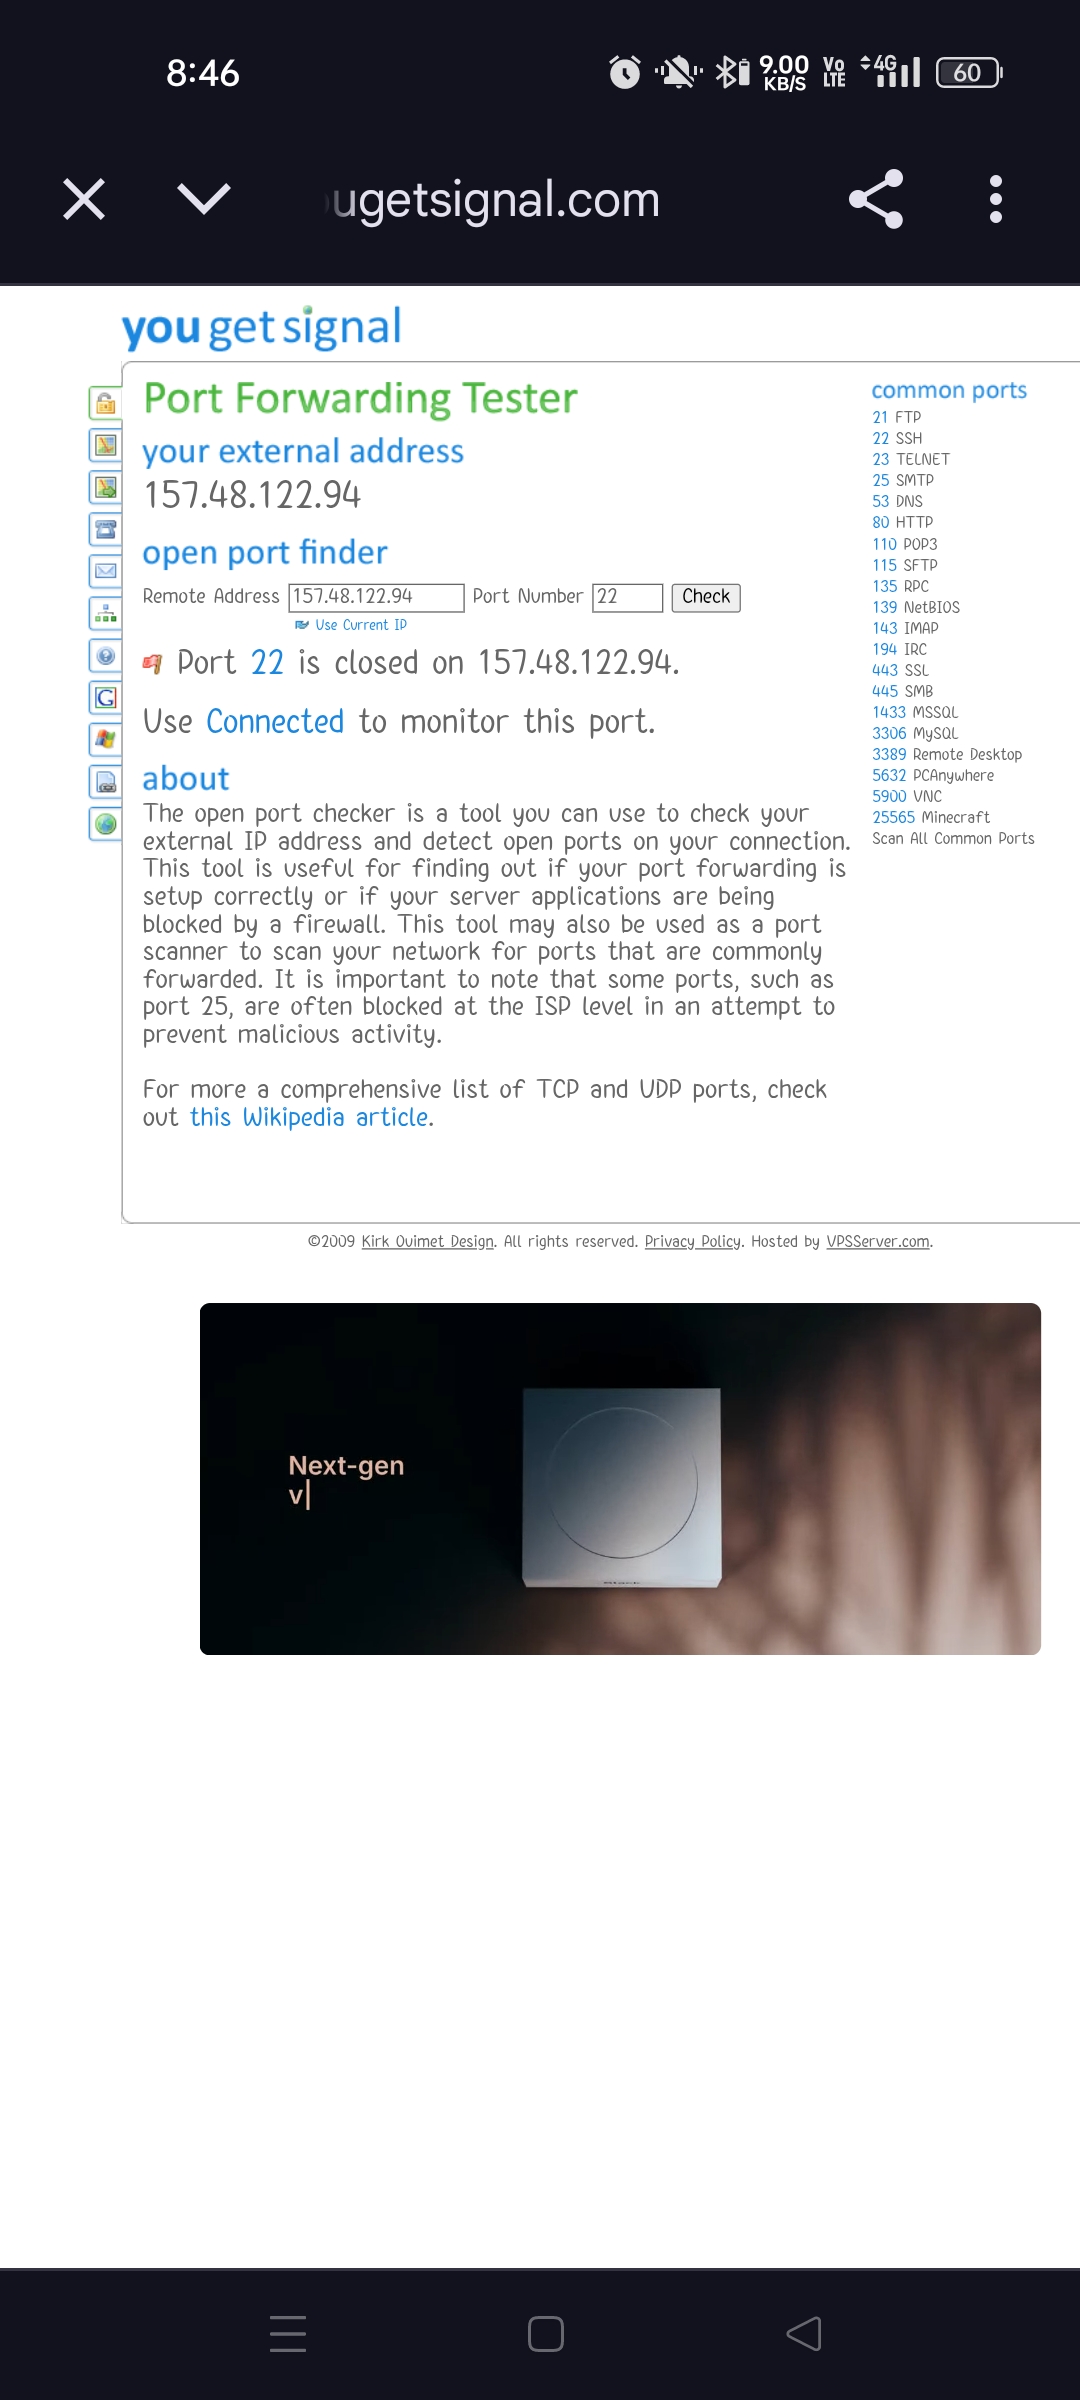 8:46
9.00
KB/S
Vo
LTE
4G
60
ugetsignal.com
you get signal
Port Forwarding Tester
your external address
157.48.122.94
open port finder
Remote Address 157.48.122.94 Port Number 22 Check
Use Current IP
Port 22 is closed on 157.48.122.94.
Use Connected to monitor this port.
about
The open port checker is a tool you can use to check your
external IP address and detect open ports on your connection.
This tool is useful for finding out if your port forwarding is
setup correctly or if your server applications are being
blocked by a firewall. This tool may also be used as a port
scanner to scan your network for ports that are commonly
forwarded. It is important to note that some ports, such as
port 25, are often blocked at the ISP level in an attempt to
prevent malicious activity.
For more a comprehensive list of TCP and UDP ports, check
out this Wikipedia article.
common ports
21 FTP
22 SSH
23 TELNET
25 SMTP
53 DNS
80 HTTP
110 POP3
115 SFTP
135 RPC
139 NetBIOS
143 IMAP
194 IRC
443 SSL
445 SMB
1433 MSSQL
3306 MySQL
3389 Remote Desktop
5632 PCAnywhere
5900 VNC
25565 Minecraft
Scan All Common Ports
©2009 Kirk Ouimet Design. All rights reserved. Privacy Policy. Hosted by VPSServer.com.
Next-gen
v